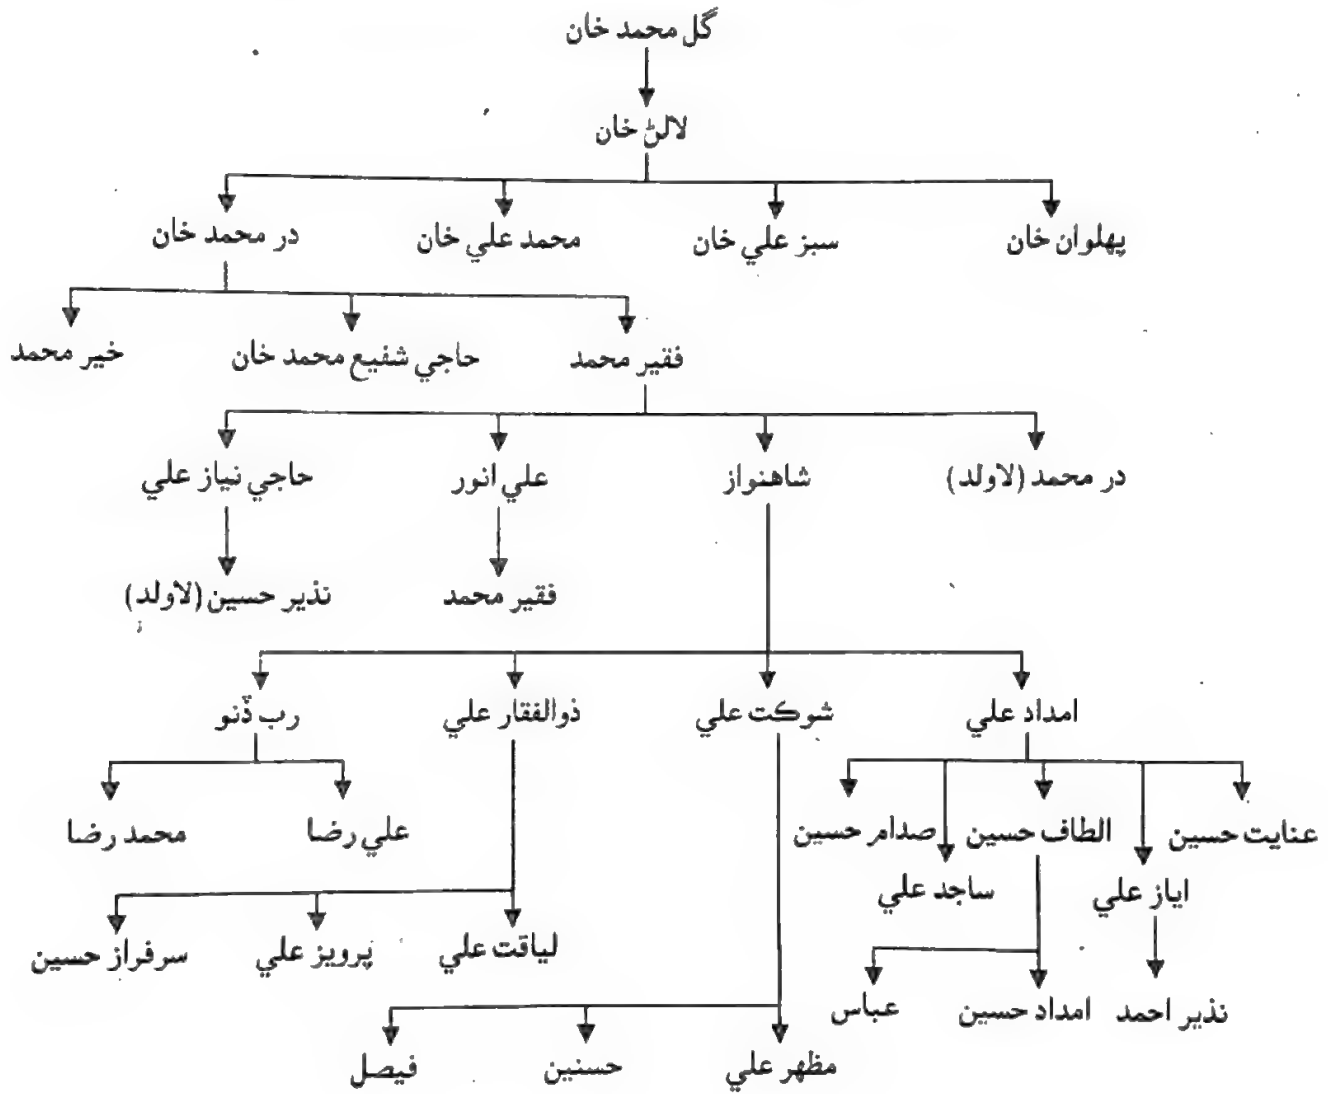 گل محمد خان
لالڻ خان
پهلوان خان سبز علي خان محمد علي خان در محمد خان
فقير محمد حاجي شفيع محمد خان خير محمد
در محمد (لاولد) شاهنواز علي انور حاجي نياز علي
فقير محمد نذير حسين (لاولد)
امداد علي شوڪت علي ذوالفقار علي رب ڏنو
عنايت حسين الطاف حسين صدام حسين علي رضا محمد رضا
اياز علي ساجد علي
لياقت علي پرويز علي سرفراز حسين
نذير احمد امداد حسين عباس
مظهر علي حسنين فيصل